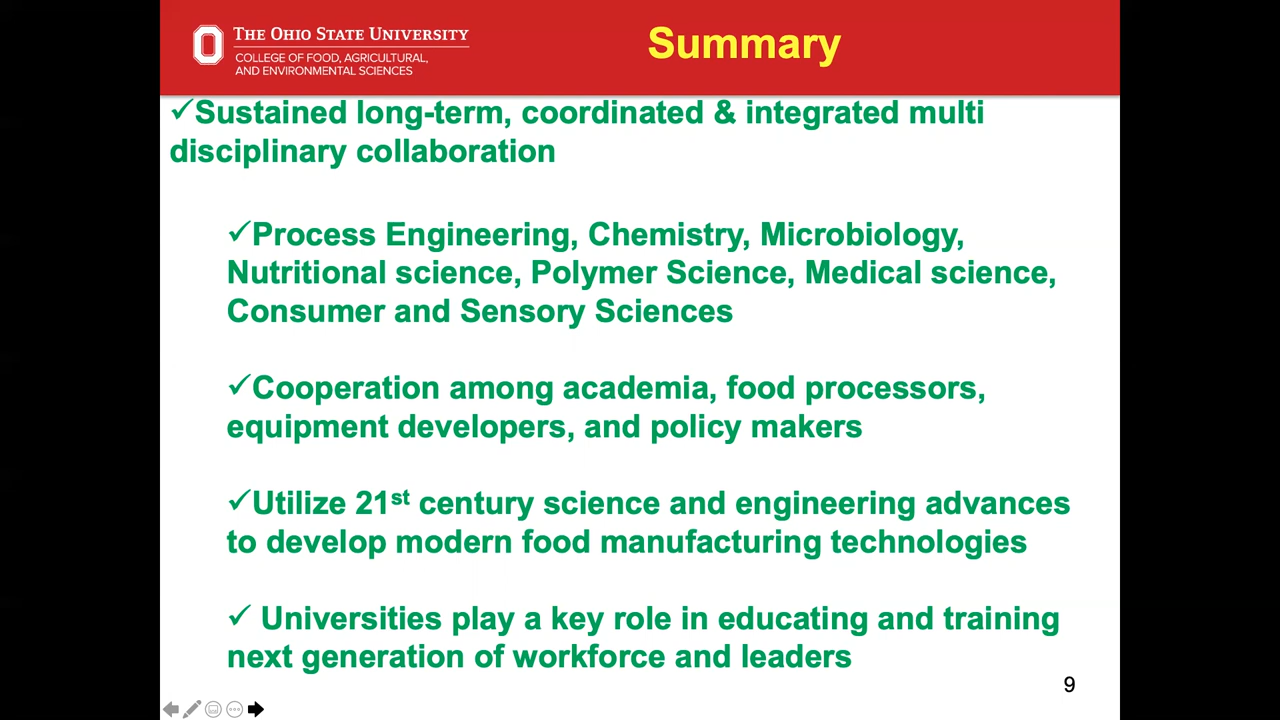 THE OHIO STATE UNIVERSITY
COLLEGE OF FOOD, AGRICULTURAL,
AND ENVIRONMENTAL SCIENCES
Summary
✓Sustained long-term, coordinated & integrated multi
disciplinary collaboration
✓Process Engineering, Chemistry, Microbiology,
Nutritional science, Polymer Science, Medical science,
Consumer and Sensory Sciences
✓Cooperation among academia, food processors,
equipment developers, and policy makers
✓Utilize 21st century science and engineering advances
to develop modern food manufacturing technologies
✓ Universities play a key role in educating and training
next generation of workforce and leaders
9